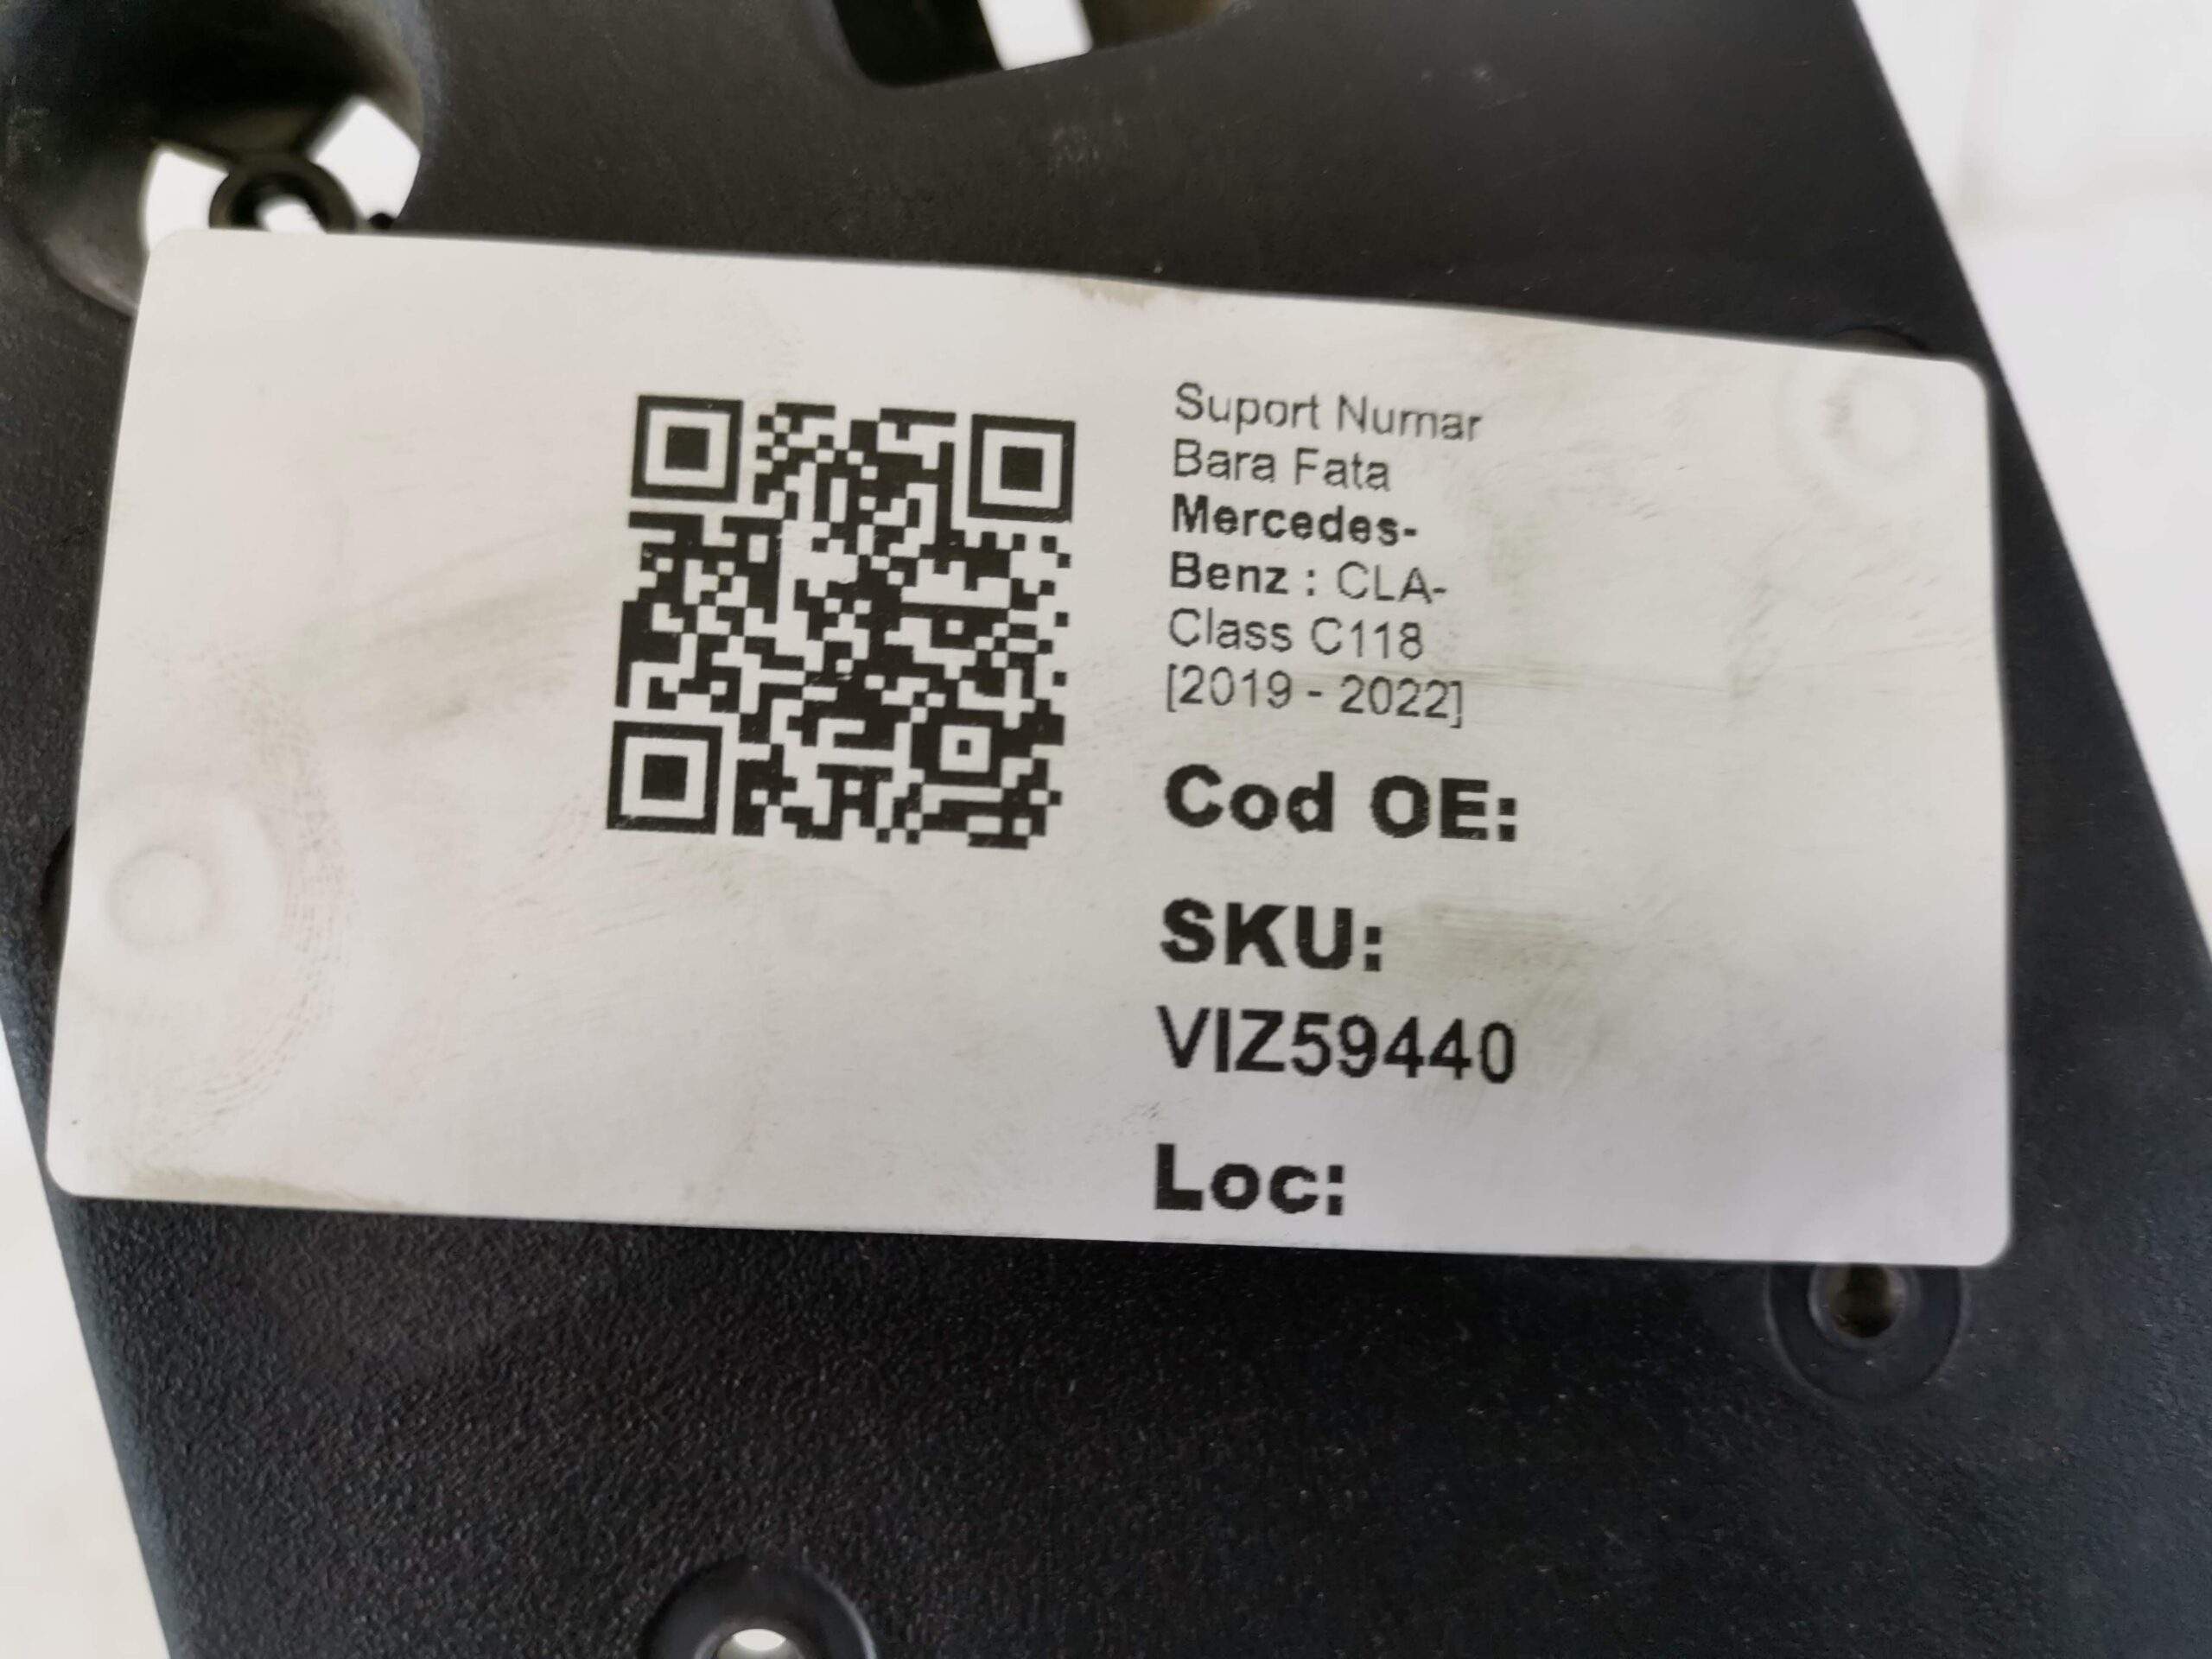 Suport Numar
Bara Fata
Mercedes-
Benz : CLA-
Class C118
[2019 - 2022]
Cod OE:
SKU:
VIZ59440
Loc: